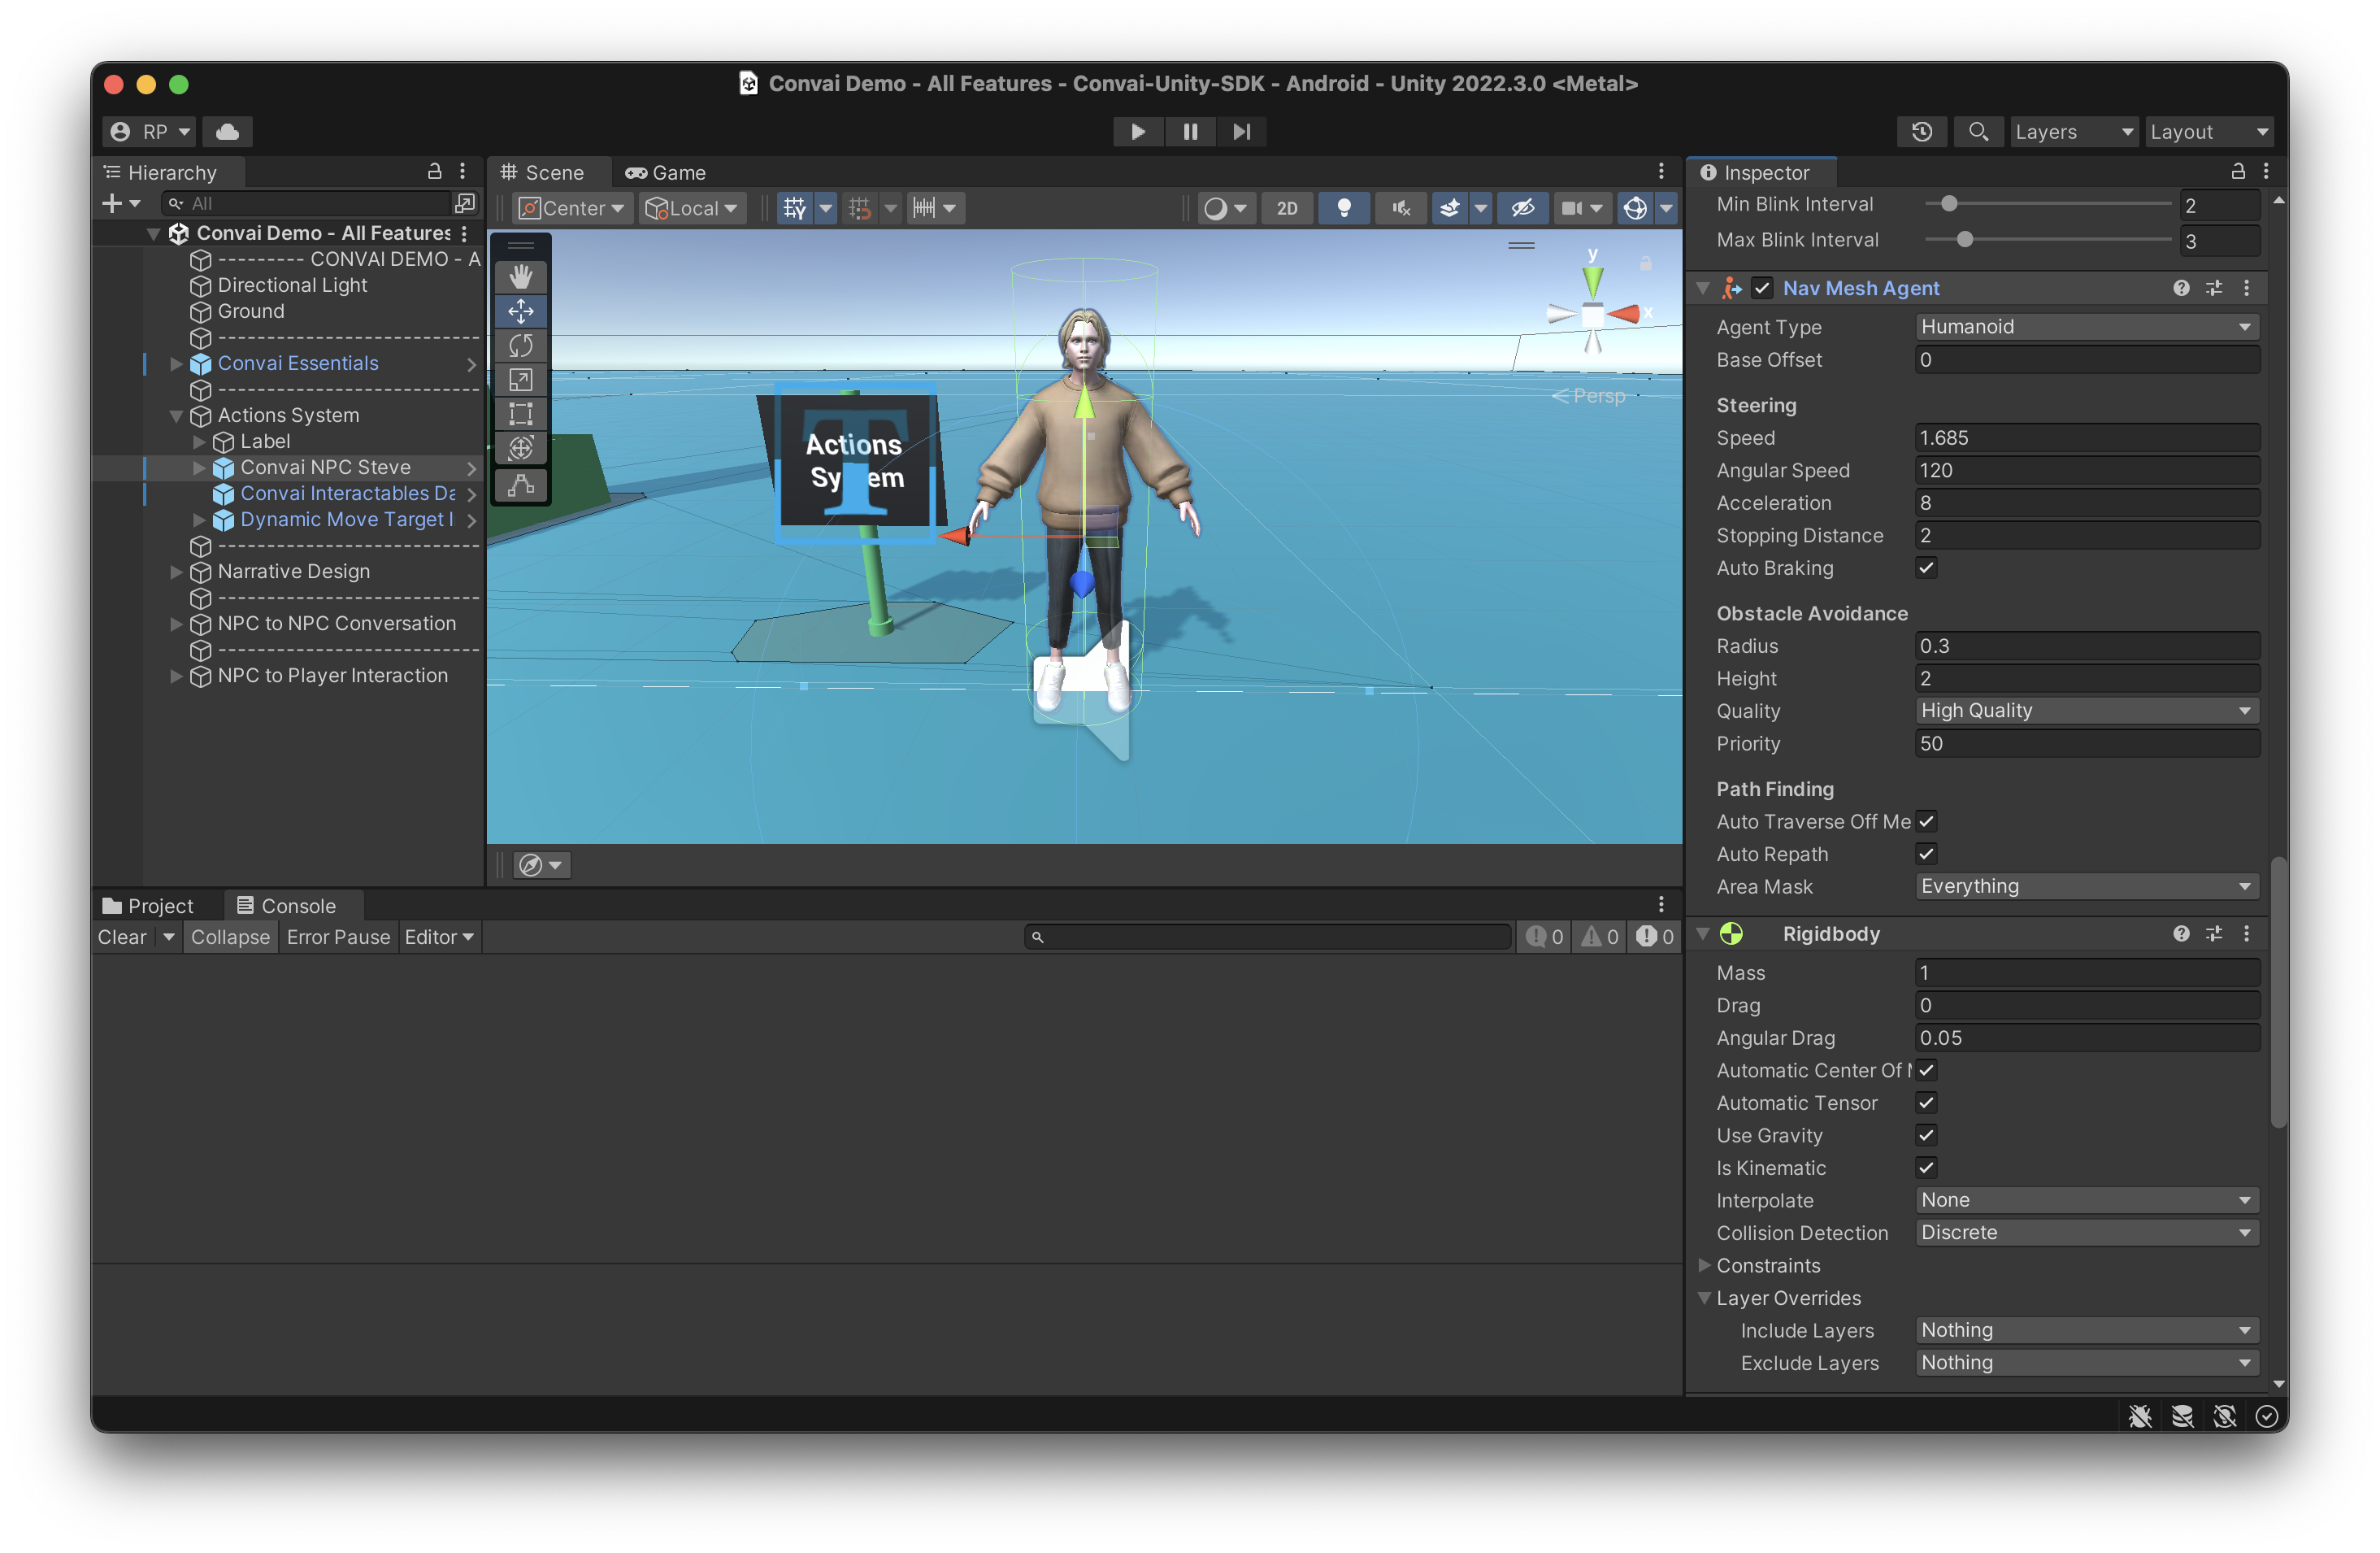 Convai Demo - All Features - Convai-Unity-SDK - Android - Unity 2022.3.0 <Metal>
RP
Layers
Layout
Hierarchy
All
Convai Demo - All Features
--------- CONVAI DEMO - A
Directional Light
Ground
Convai Essentials
Actions System
Label
Convai NPC Steve
Convai Interactables Da
Dynamic Move Target I
Narrative Design
NPC to NPC Conversation
NPC to Player Interaction
Scene
Game
Center
Local
2D
y
x
Persp
Actions
System
Project
Console
Clear
Collapse
Error Pause
Editor
0
0
0
Inspector
Min Blink Interval
2
Max Blink Interval
3
Nav Mesh Agent
Agent Type
Humanoid
Base Offset
0
Steering
Speed
1.685
Angular Speed
120
Acceleration
8
Stopping Distance
2
Auto Braking
Obstacle Avoidance
Radius
0.3
Height
2
Quality
High Quality
Priority
50
Path Finding
Auto Traverse Off Me
Auto Repath
Area Mask
Everything
Rigidbody
Mass
1
Drag
0
Angular Drag
0.05
Automatic Center Of M
Automatic Tensor
Use Gravity
Is Kinematic
Interpolate
None
Collision Detection
Discrete
Constraints
Layer Overrides
Include Layers
Nothing
Exclude Layers
Nothing